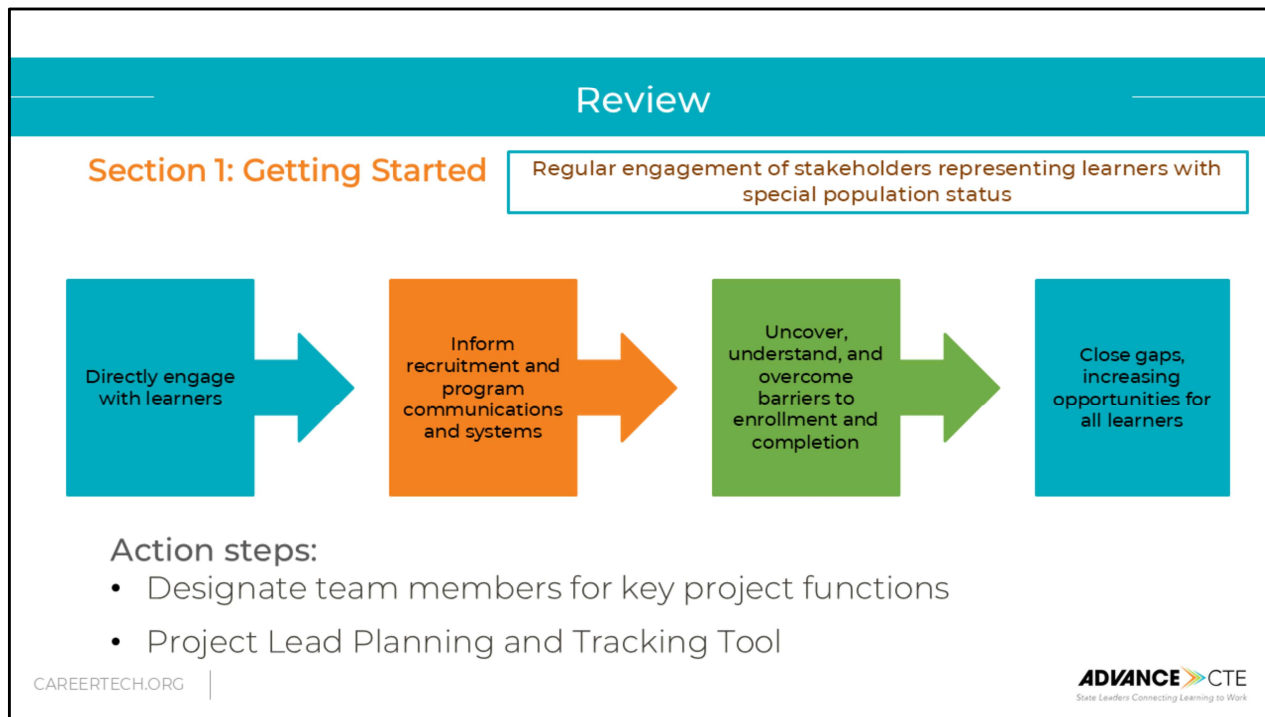 Review
Section 1: Getting Started
Regular engagement of stakeholders representing learners with
special population status
Directly engage
with learners
Inform
recruitment and
program
communications
and systems
Uncover,
understand, and
overcome
barriers to
enrollment and
completion
Close gaps,
increasing
opportunities for
all learners
Action steps:
• Designate team members for key project functions
• Project Lead Planning and Tracking Tool
CAREERTECH.ORG
ADVANCE CTE
State Leaders Connecting Learning to Work